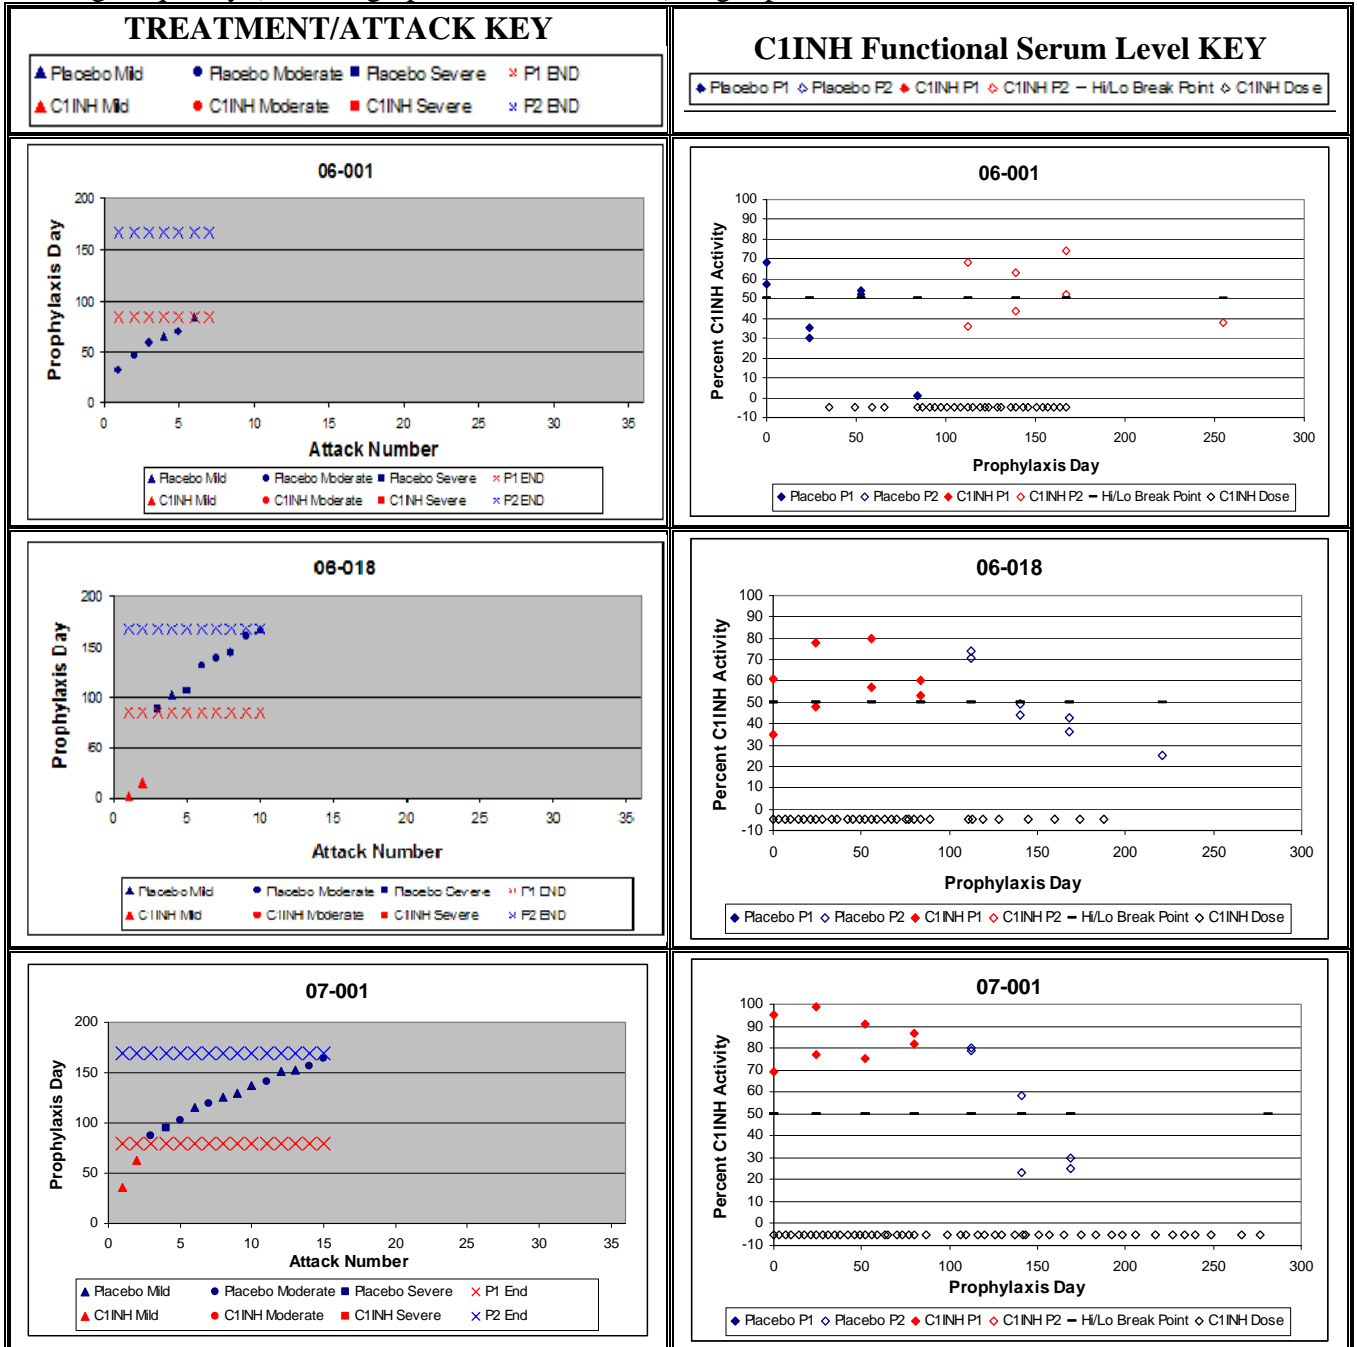 TREATMENT/ATTACK KEY
Placebo Mild Placebo Moderate Placebo Severe P1 END
C1INH Mild C1INH Moderate C1INH Severe P2 END
C1INH Functional Serum Level KEY
Placebo P1 Placebo P2 C1INH P1 C1INH P2 Hi/Lo Break Point C1INH Dose
06-001
Prophylaxis Day
200
150
100
50
0
0 5 10 15 20 25 30 35
Attack Number
Placebo Mild Placebo Moderate Placebo Severe P1 END
C1INH Mild C1INH Moderate C1INH Severe P2 END
06-001
Percent C1INH Activity
100
90
80
70
60
50
40
30
20
10
0
-10
0 50 100 150 200 250 300
Prophylaxis Day
Placebo P1 Placebo P2 C1INH P1 C1INH P2 Hi/Lo Break Point C1INH Dose
06-018
Prophylaxis Day
200
150
100
50
0
0 5 10 15 20 25 30 35
Attack Number
Placebo Mild Placebo Moderate Placebo Severe P1 END
C1INH Mild C1INH Moderate C1INH Severe P2 END
06-018
Percent C1INH Activity
100
90
80
70
60
50
40
30
20
10
0
-10
0 50 100 150 200 250 300
Prophylaxis Day
Placebo P1 Placebo P2 C1INH P1 C1INH P2 Hi/Lo Break Point C1INH Dose
07-001
Prophylaxis Day
200
150
100
50
0
0 5 10 15 20 25 30 35
Attack Number
Placebo Mild Placebo Moderate Placebo Severe P1 End
C1INH Mild C1INH Moderate C1INH Severe P2 End
07-001
Percent C1INH Activity
100
90
80
70
60
50
40
30
20
10
0
-10
0 50 100 150 200 250 300
Prophylaxis Day
Placebo P1 Placebo P2 C1INH P1 C1INH P2 Hi/Lo Break Point C1INH Dose